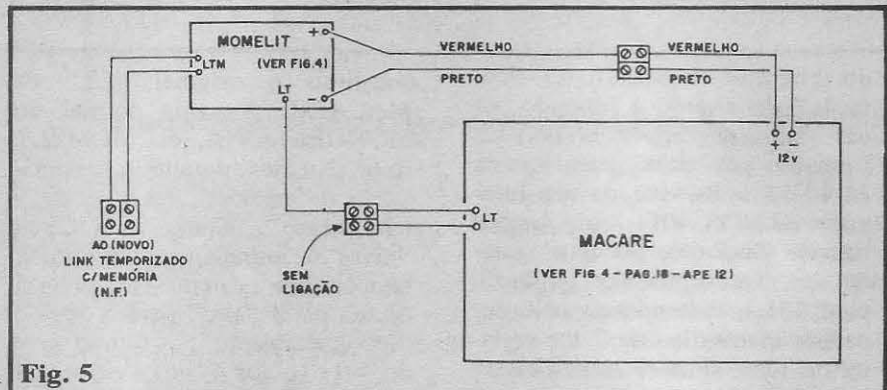 MOMELIT
(VER FIG.4)
+
-
LTM
LT
VERMELHO
PRETO
VERMELHO
PRETO
+ -
12v
AO (NOVO)
LINK TEMPORIZADO
C/MEMÓRIA
(N.F.)
SEM
LIGAÇÃO
LT
MACARE
(VER FIG 4 - PAG.18 - APE 12)
Fig. 5